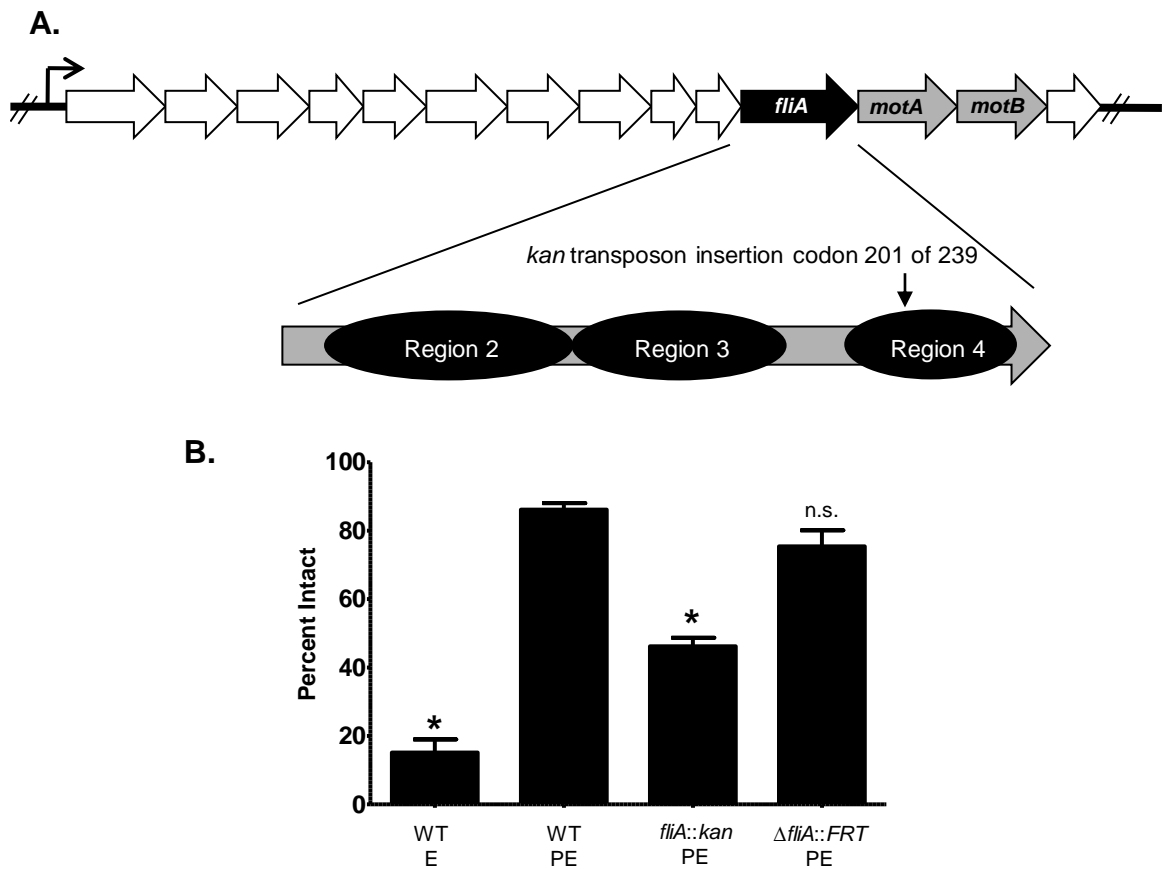 A.
fliA motA motB
kan transposon insertion codon 201 of 239
Region 2 Region 3 Region 4
B.
Percent Intact
100
80
60
40
20
0
*
*
n.s.
WT WT fliA::kan ΔfliA::FRT
E PE PE PE